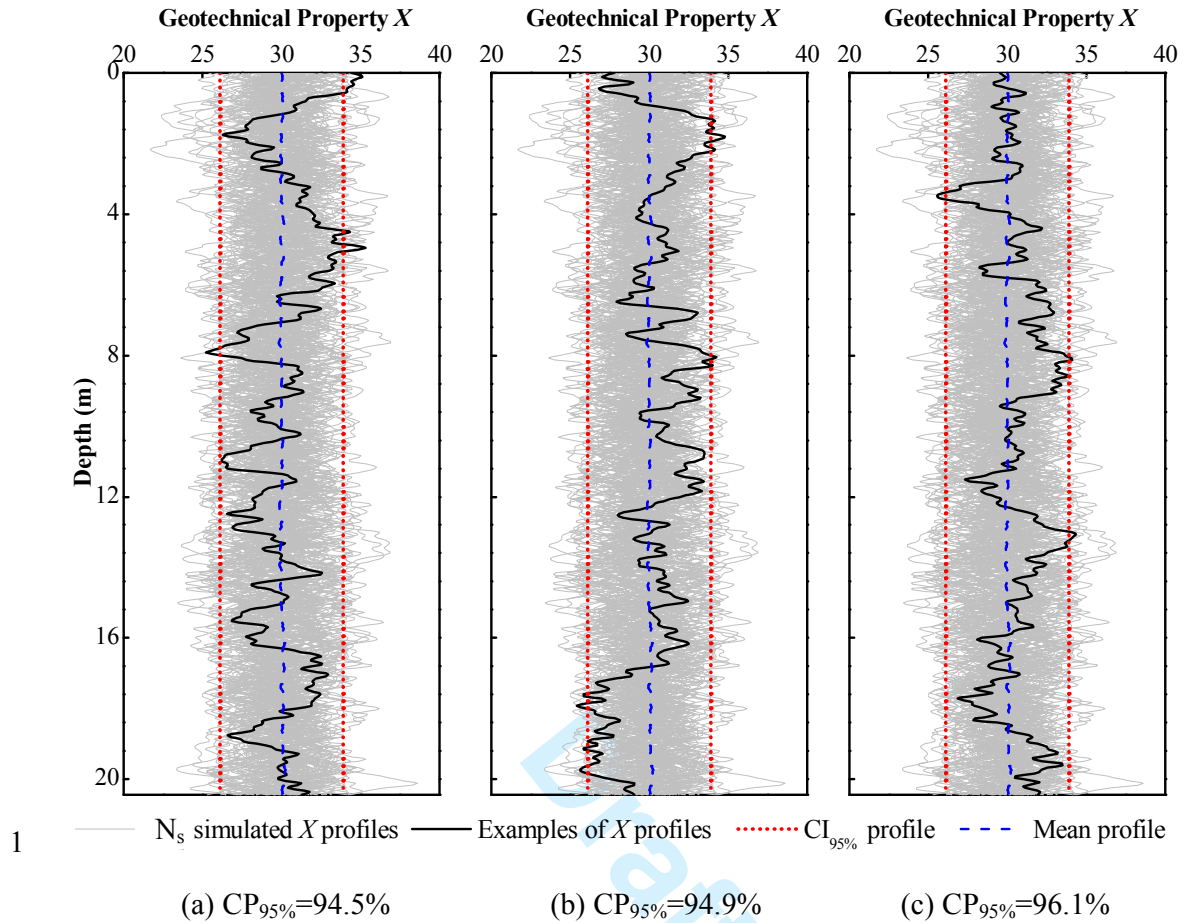 Geotechnical Property X Geotechnical Property X Geotechnical Property X
20 25 30 35 40 20 25 30 35 40 20 25 30 35 40
0
4
8
12
16
20
Depth (m)
Draft
1
Ns simulated X profiles Examples of X profiles CI95% profile Mean profile
(a) CP95%=94.5% (b) CP95%=94.9% (c) CP95%=96.1%